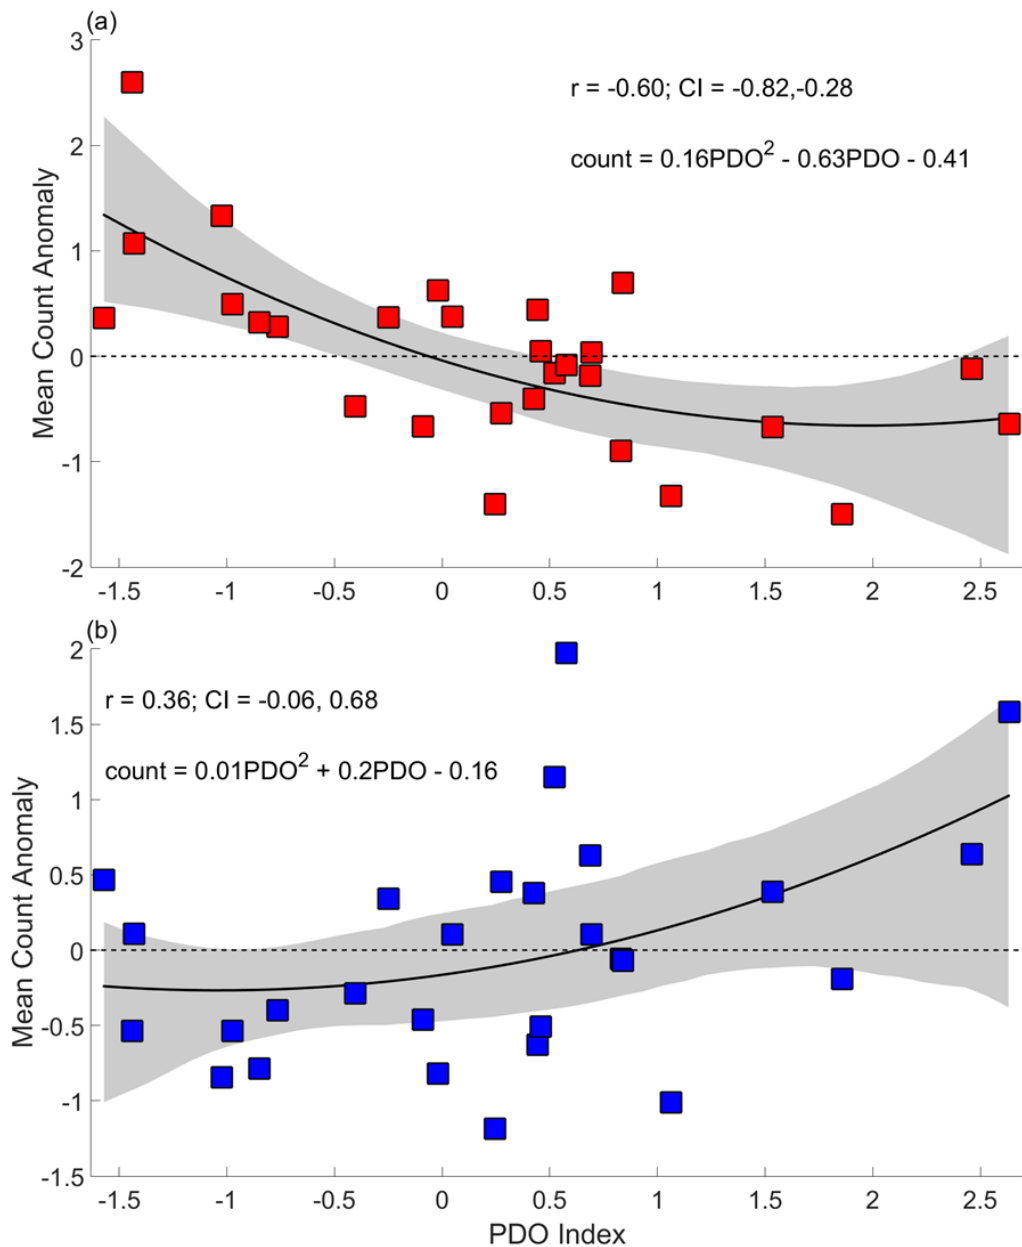 (a)
3
2
1
0
-1
-2
Mean Count Anomaly
r = -0.60; CI = -0.82,-0.28
count = 0.16PDO² - 0.63PDO - 0.41
-1.5 -1 -0.5 0 0.5 1 1.5 2 2.5
(b)
2
1.5
1
0.5
0
-0.5
-1
-1.5
Mean Count Anomaly
r = 0.36; CI = -0.06, 0.68
count = 0.01PDO² + 0.2PDO - 0.16
-1.5 -1 -0.5 0 0.5 1 1.5 2 2.5
PDO Index